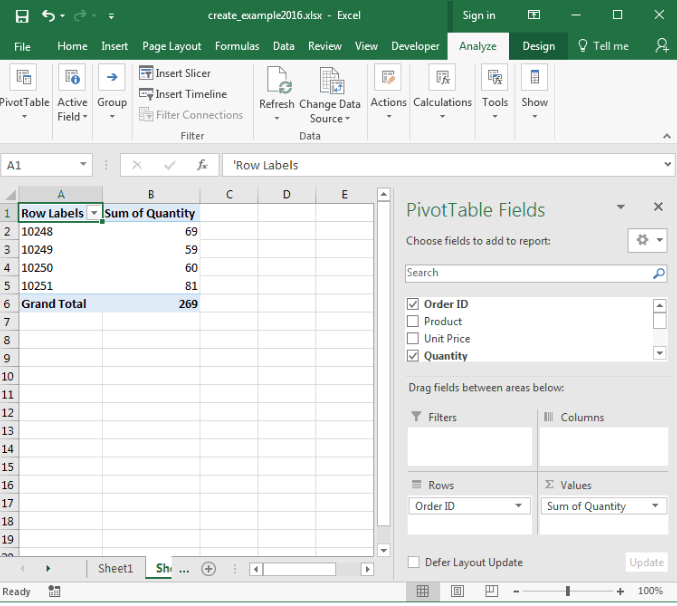 create_example2016.xlsx - Excel
Sign in
File Home Insert Page Layout Formulas Data Review View Developer Analyze Design Tell me
PivotTable
Active Field
Group
Insert Slicer
Insert Timeline
Filter Connections
Filter
Refresh
Change Data Source
Data
Actions
Calculations
Tools
Show
A1
fx
'Row Labels
A B C D E
1 Row Labels Sum of Quantity
2 10248 69
3 10249 59
4 10250 60
5 10251 81
6 Grand Total 269
7
8
9
10
11
12
13
14
15
16
17
18
19
Sheet1
She ...
Ready
PivotTable Fields
Choose fields to add to report:
Search
Order ID
Product
Unit Price
Quantity
Drag fields between areas below:
Filters
Columns
Rows
Values
Order ID
Sum of Quantity
Defer Layout Update
Update
100%